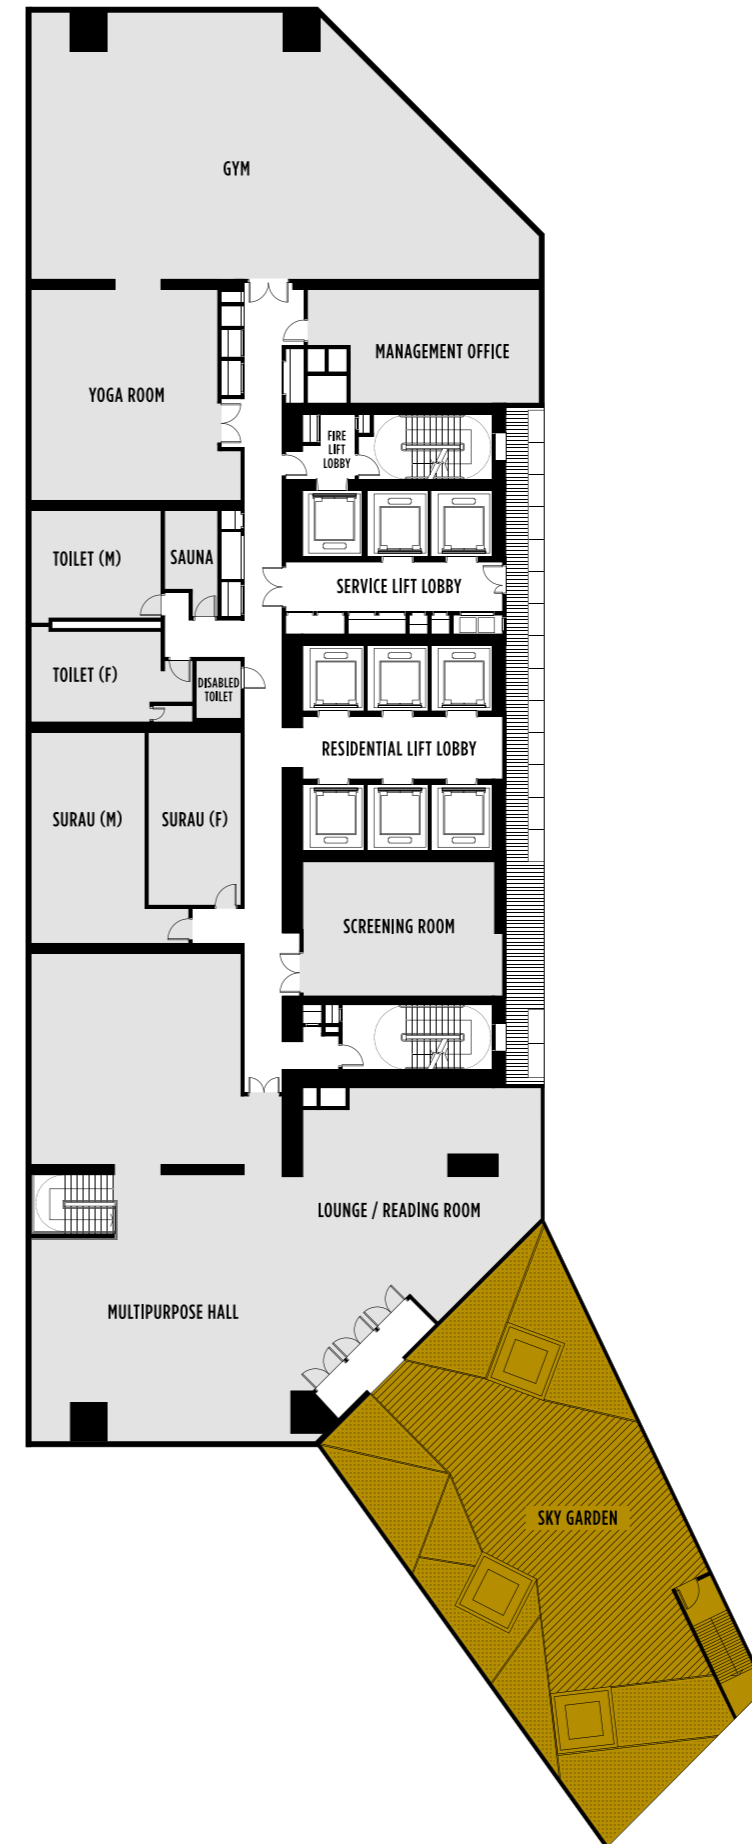 GYM
MANAGEMENT OFFICE
YOGA ROOM
FIRE
LIFT
LOBBY
TOILET (M)
SAUNA
SERVICE LIFT LOBBY
TOILET (F)
DISABLED
TOILET
RESIDENTIAL LIFT LOBBY
SURAU (M)
SURAU (F)
SCREENING ROOM
LOUNGE / READING ROOM
MULTIPURPOSE HALL
SKY GARDEN